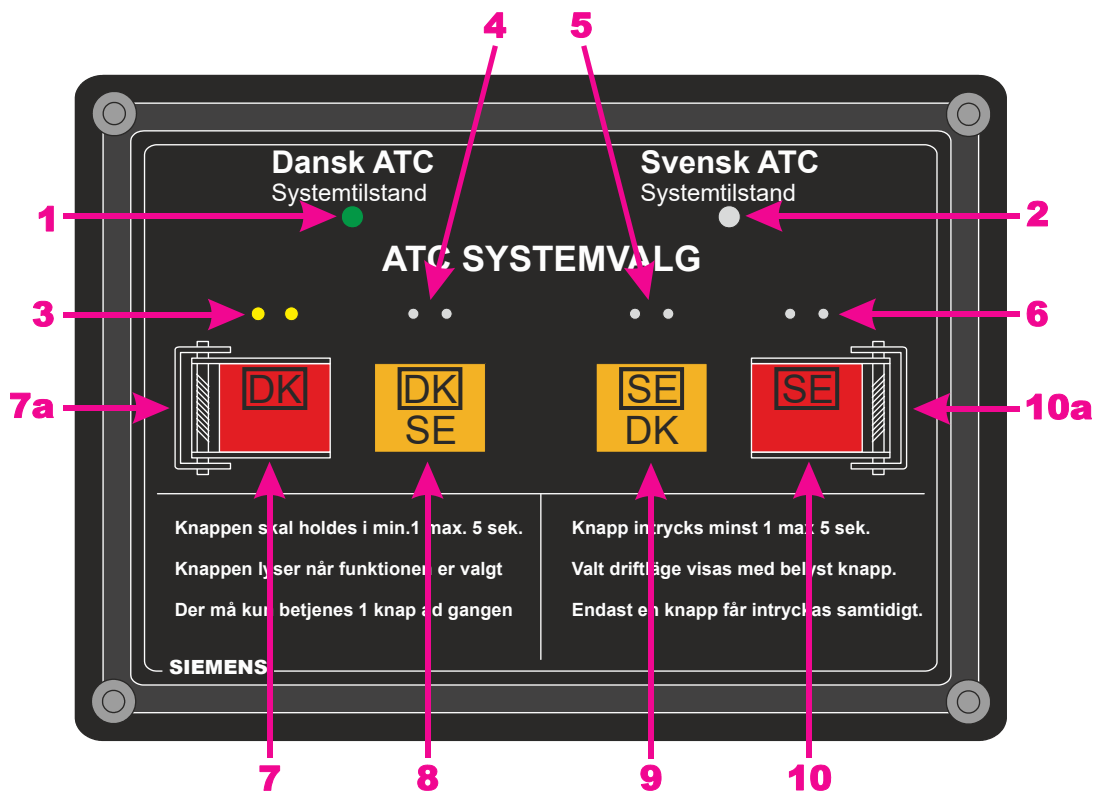 4 5
Dansk ATC
Systemtilstand
Svensk ATC
Systemtilstand
1
2
ATC SYSTEMVALG
3
6
7a
DK
DK
SE
SE
DK
SE
10a
Knappen skal holdes i min.1 max. 5 sek.
Knappen lyser når funktionen er valgt
Der må kun betjenes 1 knap ad gangen
Knapp intrycks minst 1 max 5 sek.
Valt driftläge visas med belyst knapp.
Endast en knapp får intryckas samtidigt.
SIEMENS
7 8 9 10